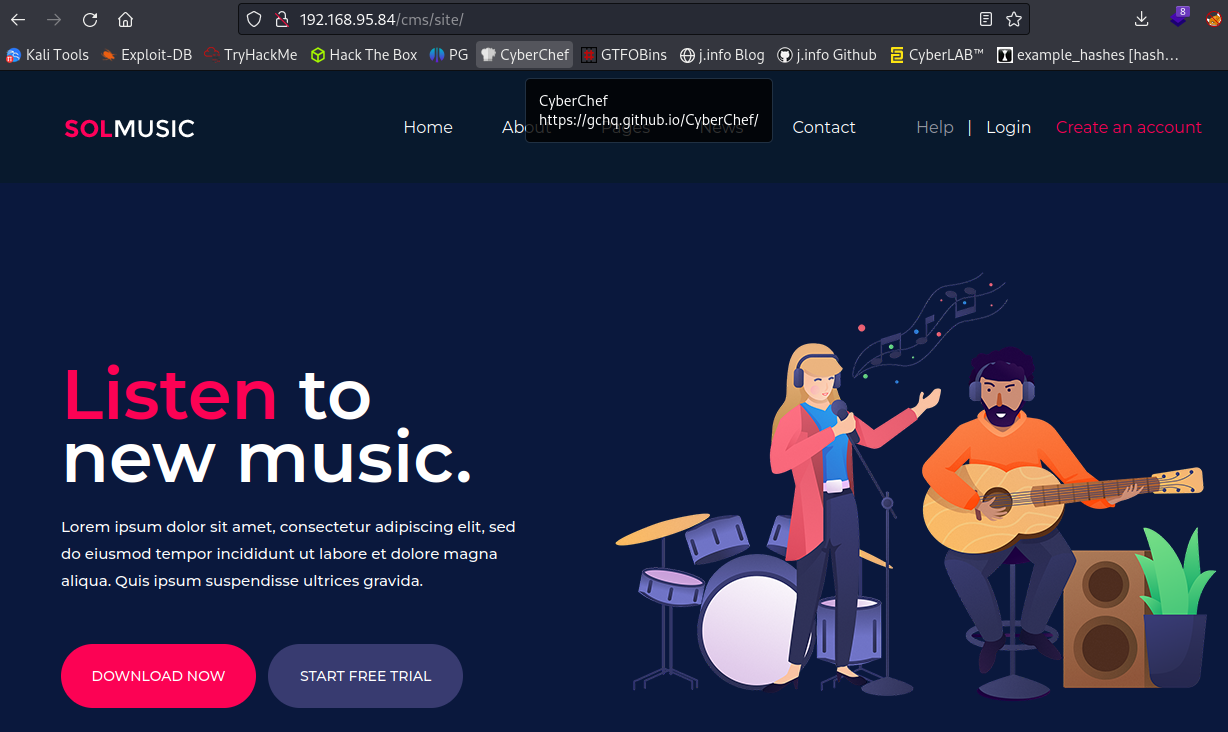 192.168.95.84/cms/site/
8
Kali Tools Exploit-DB TryHackMe Hack The Box PG CyberChef GTFOBins j.info Blog j.info Github CyberLAB™ example_hashes [hash…
CyberChef
https://gchq.github.io/CyberChef/
SOLMUSIC Home About Pages News Contact Help | Login Create an account
Listen to
new music.
Lorem ipsum dolor sit amet, consectetur adipiscing elit, sed
do eiusmod tempor incididunt ut labore et dolore magna
aliqua. Quis ipsum suspendisse ultrices gravida.
DOWNLOAD NOW START FREE TRIAL